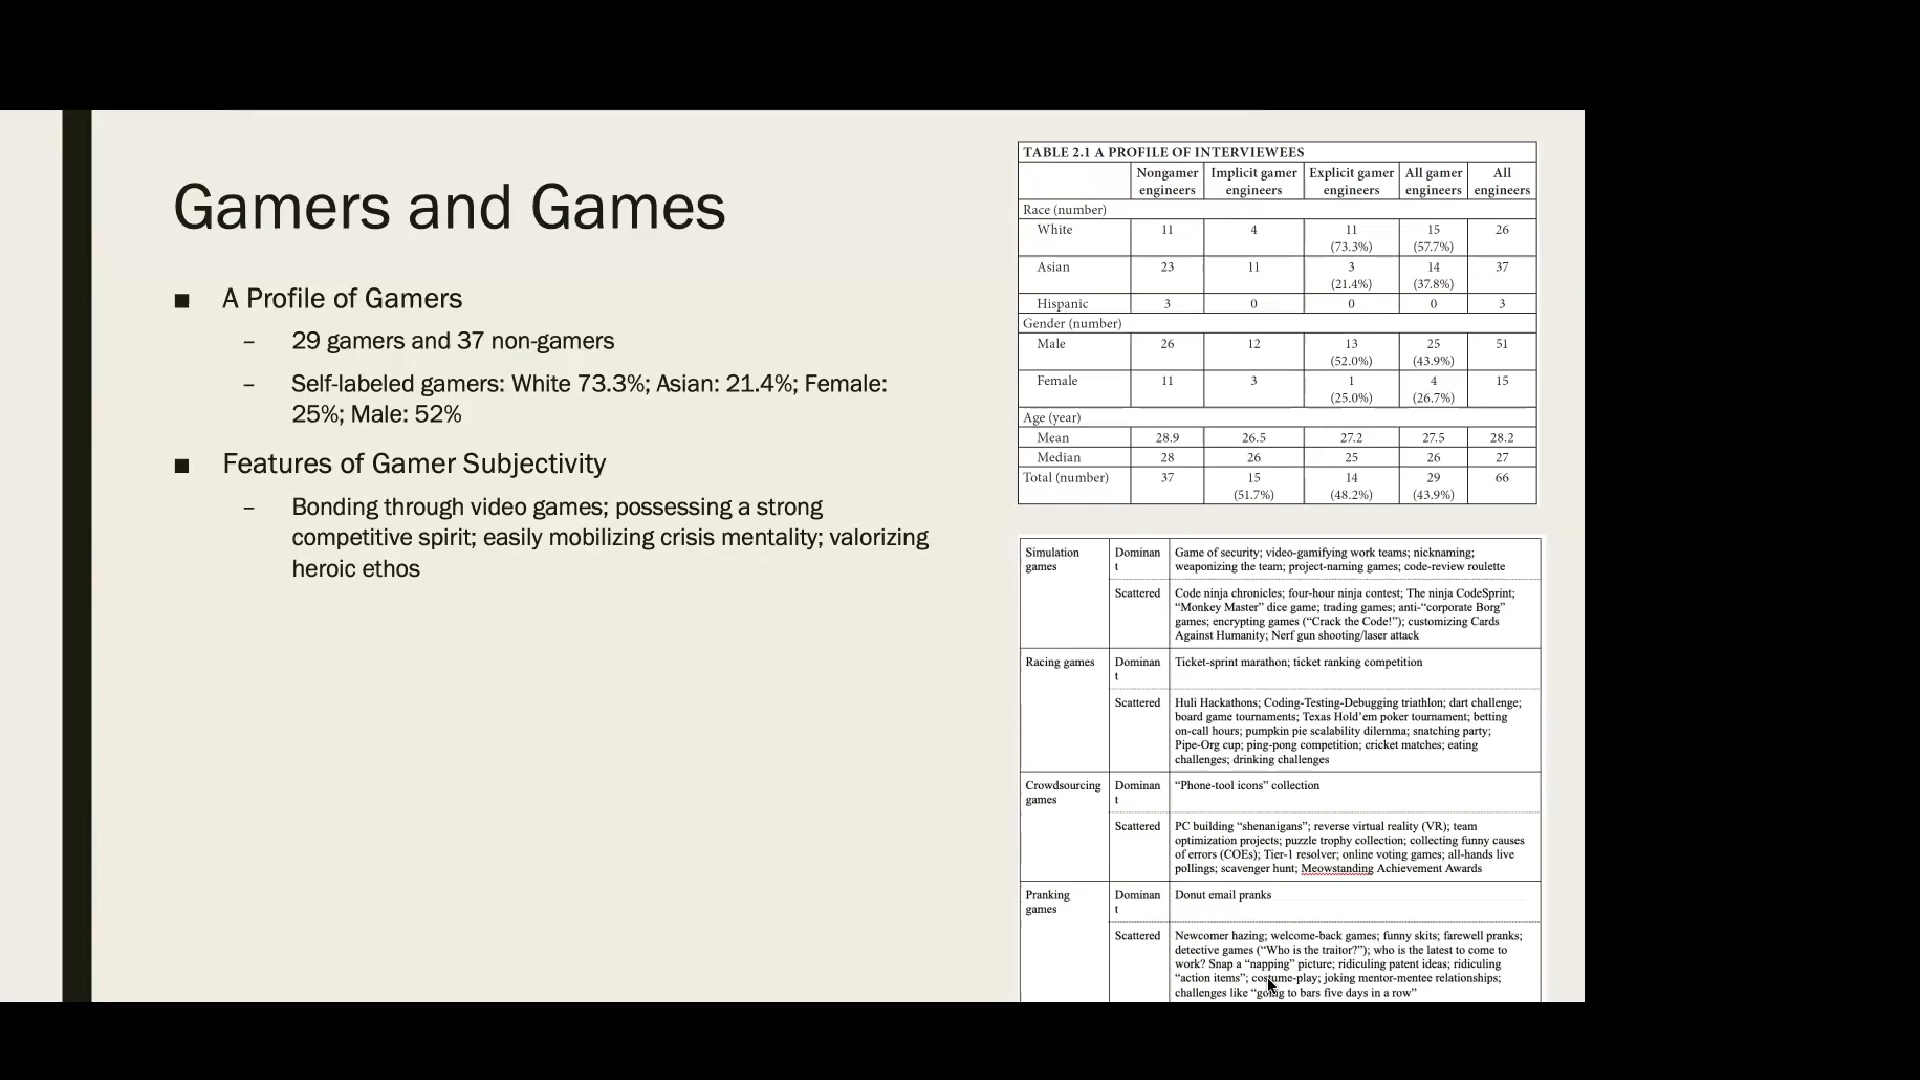 Gamers and Games
■ A Profile of Gamers
– 29 gamers and 37 non-gamers
– Self-labeled gamers: White 73.3%; Asian: 21.4%; Female:
25%; Male: 52%
■ Features of Gamer Subjectivity
– Bonding through video games; possessing a strong
competitive spirit; easily mobilizing crisis mentality; valorizing
heroic ethos
TABLE 2.1 A PROFILE OF INTERVIEWEES
Nongamer engineers Implicit gamer engineers Explicit gamer engineers All gamer engineers All engineers
Race (number)
White 11 4 11 (73.3%) 15 (57.7%) 26
Asian 23 11 3 (21.4%) 14 (37.8%) 37
Hispanic 3 0 0 0 3
Gender (number)
Male 26 12 13 (52.0%) 25 (43.9%) 51
Female 11 3 1 (25.0%) 4 (26.7%) 15
Age (year)
Mean 28.9 26.5 27.2 27.5 28.2
Median 28 26 25 26 27
Total (number) 37 15 (51.7%) 14 (48.2%) 29 (43.9%) 66
Simulation games
Dominant
Game of security; video-gamifying work teams; nicknaming;
weaponizing the team; project-naming games; code-review roulette
Scattered
Code ninja chronicles; four-hour ninja contest; The ninja CodeSprint;
“Monkey Master” dice game; trading games; anti-“corporate Borg”
games; encrypting games (“Crack the Code!”); customizing Cards
Against Humanity; Nerf gun shooting/laser attack
Racing games
Dominant
Ticket-sprint marathon; ticket ranking competition
Scattered
Huli Hackathons; Coding-Testing-Debugging triathlon; dart challenge;
board game tournaments; Texas Hold’em poker tournament; betting
on-call hours; pumpkin pie scalability dilemma; snatching party;
Pipe-Org cup; ping-pong competition; cricket matches; eating
challenges; drinking challenges
Crowdsourcing games
Dominant
“Phone-tool icons” collection
Scattered
PC building “shenanigans”; reverse virtual reality (VR); team
optimization projects; puzzle trophy collection; collecting funny causes
of errors (COEs); Tier-1 resolver; online voting games; all-hands live
pollings; scavenger hunt; Meowstanding Achievement Awards
Pranking games
Dominant
Donut email pranks
Scattered
Newcomer hazing; welcome-back games; funny skits; farewell pranks;
detective games (“Who is the traitor?”); who is the latest to come to
work? Snap a “napping” picture; ridiculing patent ideas; ridiculing
“action items”; costume-play; joking mentor-mentee relationships;
challenges like “going to bars five days in a row”